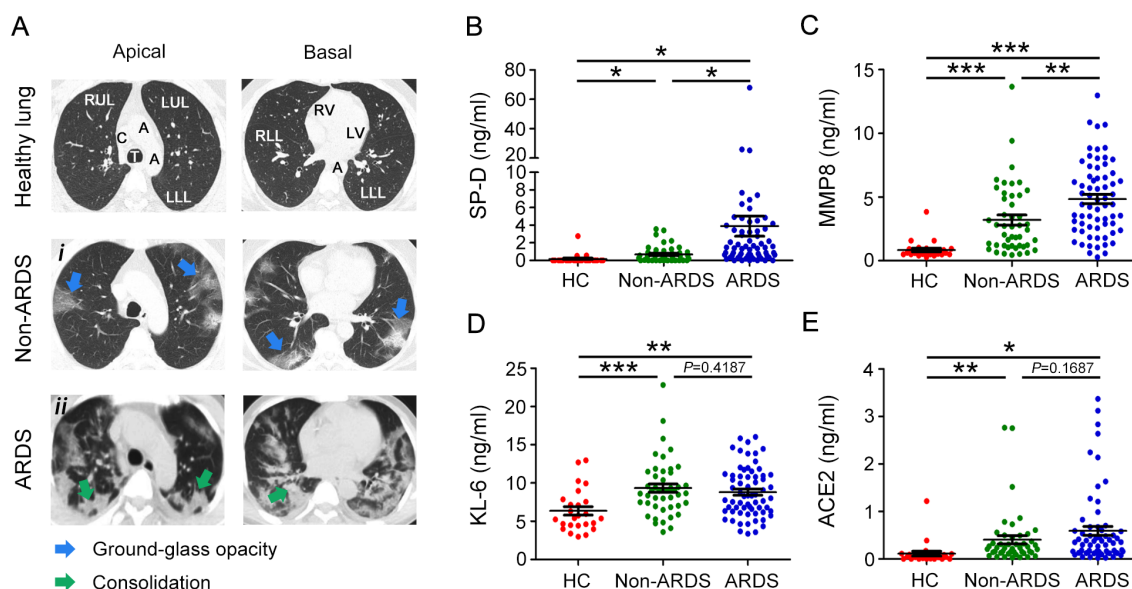 A
Apical
Basal
Healthy lung
RUL
LUL
C
A
T
A
LLL
RV
LV
RLL
A
LLL
Non-ARDS
i
ARDS
ii
Ground-glass opacity
Consolidation
B
SP-D (ng/ml)
*
* *
80
60
40
20
6
4
2
0
HC Non-ARDS ARDS
C
MMP8 (ng/ml)
***
*** **
15
10
5
0
HC Non-ARDS ARDS
D
KL-6 (ng/ml)
**
*** P=0.4187
25
20
15
10
5
0
HC Non-ARDS ARDS
E
ACE2 (ng/ml)
*
** P=0.1687
4
3
2
1
0
HC Non-ARDS ARDS